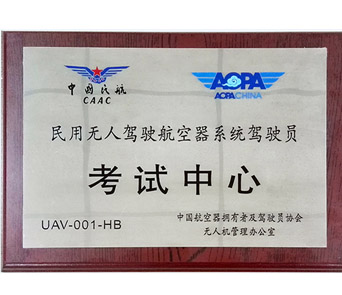 中国民航
CAAC
AOPA
AOPA CHINA
民用无人驾驶航空器系统驾驶员
考试中心
UAV-001-HB
中国航空器拥有者及驾驶员协会
无人机管理办公室